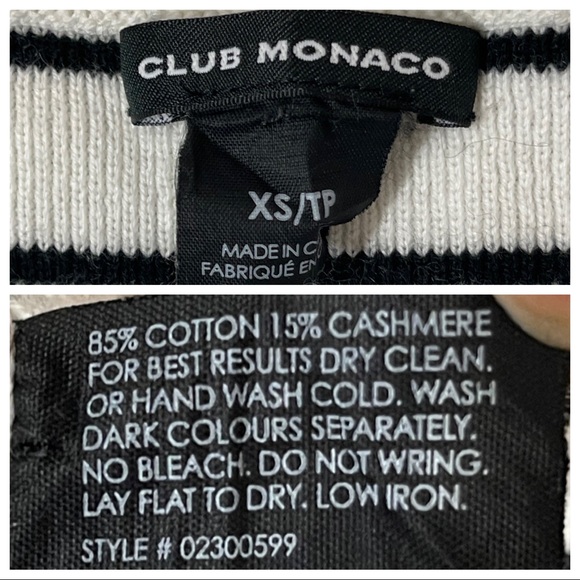 CLUB MONACO
XS/TP
MADE IN
FABRIQUÉ EN
85% COTTON 15% CASHMERE
FOR BEST RESULTS DRY CLEAN.
OR HAND WASH COLD. WASH
DARK COLOURS SEPARATELY.
NO BLEACH. DO NOT WRING.
LAY FLAT TO DRY. LOW IRON.
STYLE # 02300599